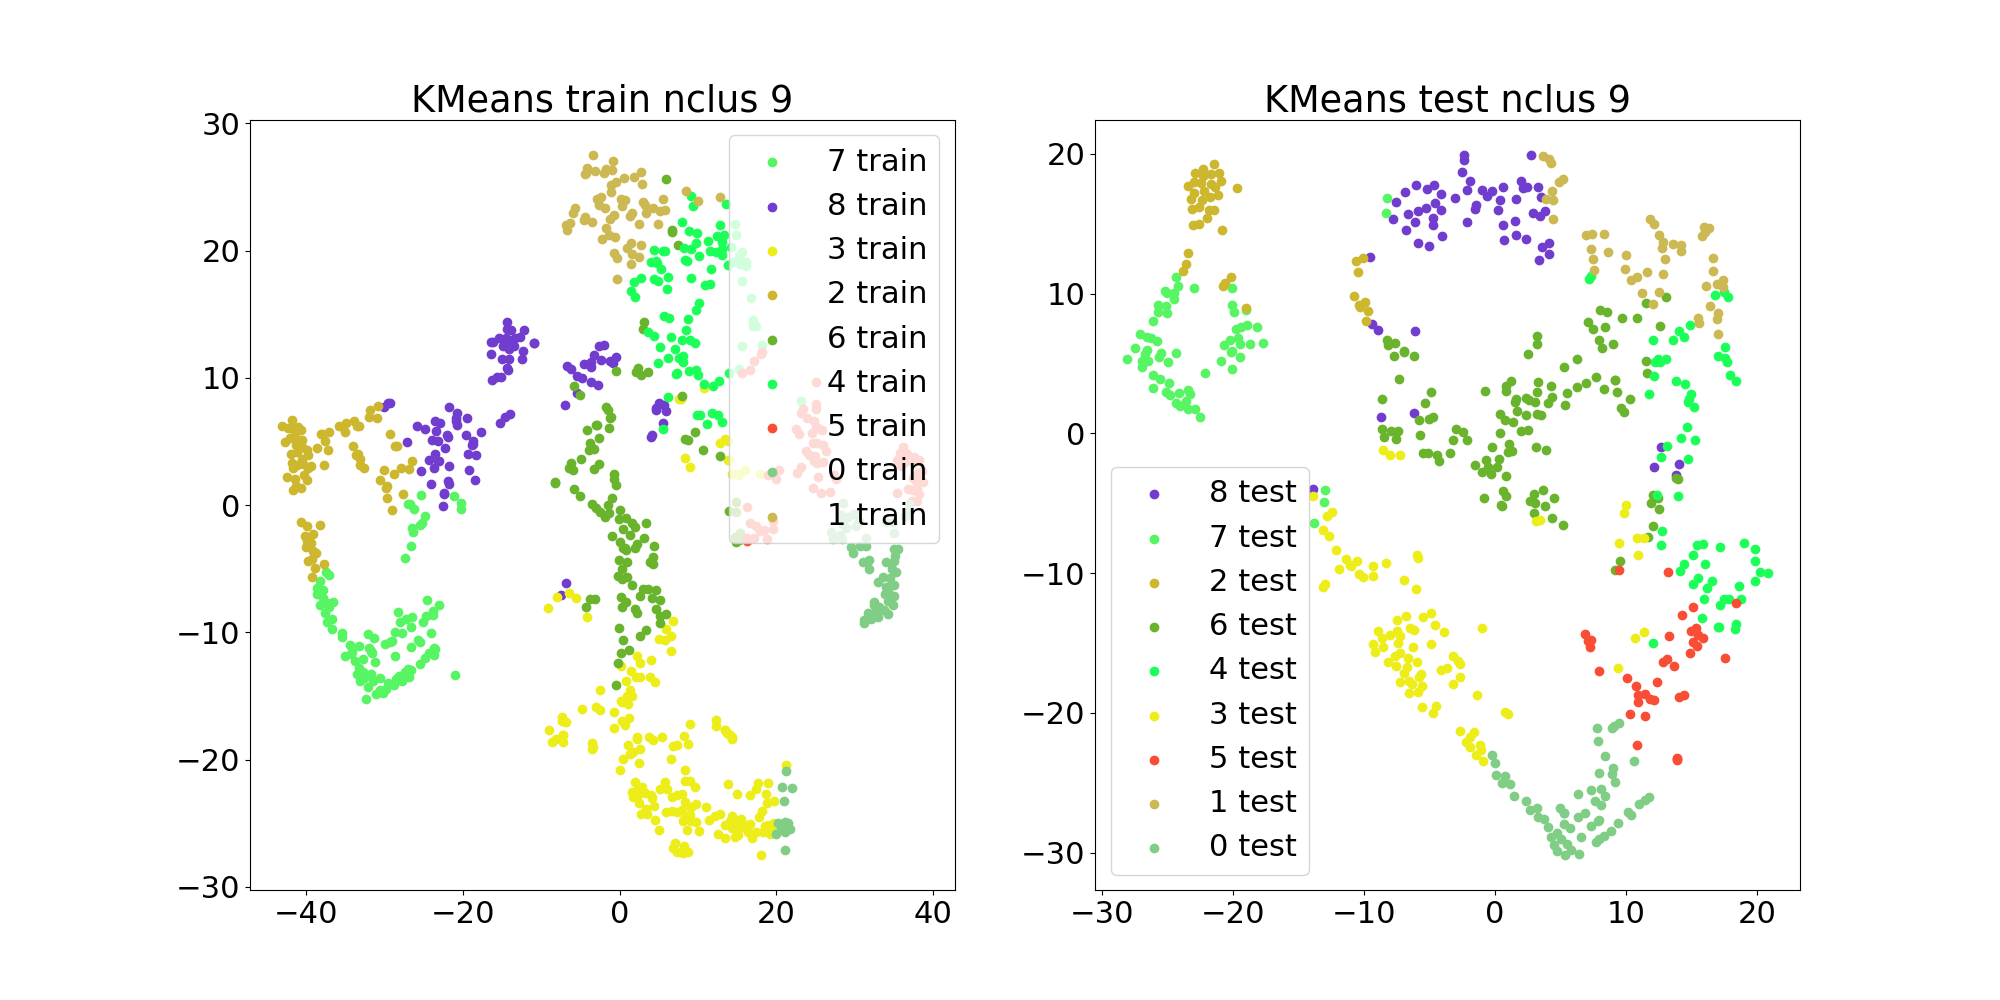 KMeans train nclus 9
30
20
10
0
−10
−20
−30
−40
−20
0
20
40
7 train
8 train
3 train
2 train
6 train
4 train
5 train
0 train
1 train
KMeans test nclus 9
20
10
0
−10
−20
−30
−30
−20
−10
0
10
20
8 test
7 test
2 test
6 test
4 test
3 test
5 test
1 test
0 test